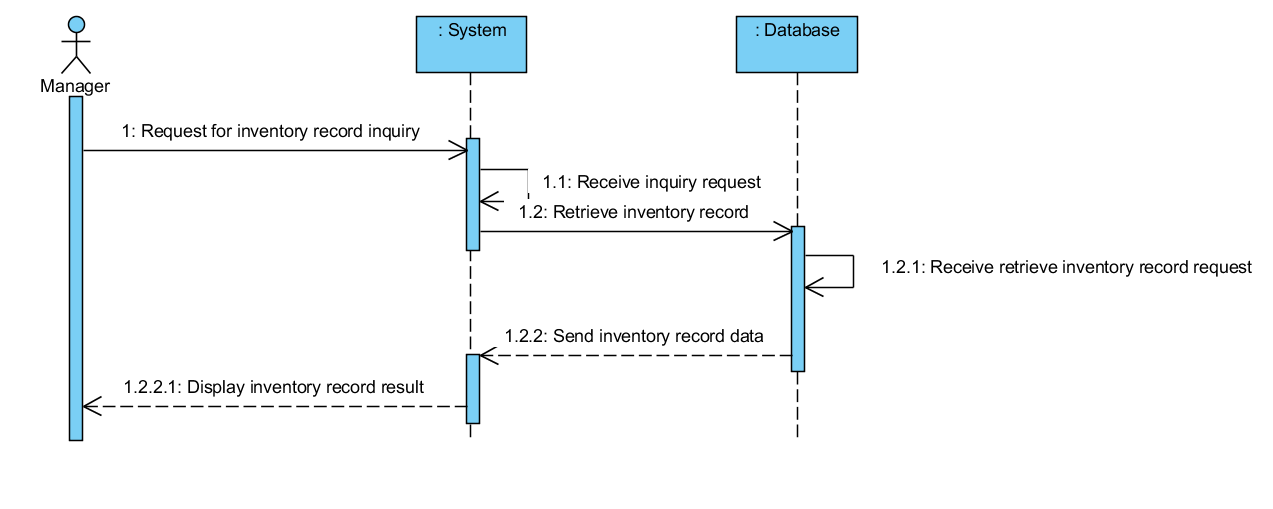 : System
: Database
Manager
1: Request for inventory record inquiry
1.1: Receive inquiry request
1.2: Retrieve inventory record
1.2.1: Receive retrieve inventory record request
1.2.2: Send inventory record data
1.2.2.1: Display inventory record result